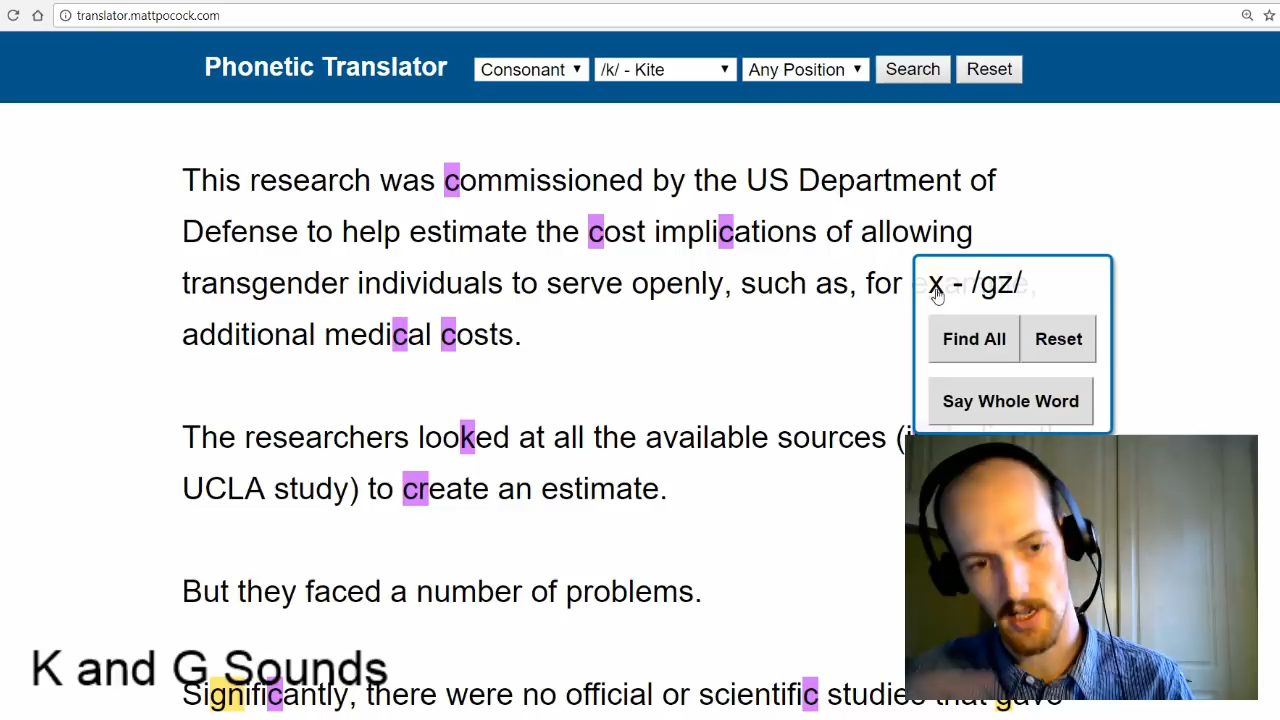 translator.mattpocock.com
Phonetic Translator Consonant /k/ - Kite Any Position Search Reset
This research was commissioned by the US Department of
Defense to help estimate the cost implications of allowing
transgender individuals to serve openly, such as, for
x - /gz/
additional medical costs.
Find All Reset
Say Whole Word
The researchers looked at all the available sources
UCLA study) to create an estimate.
But they faced a number of problems.
K and G Sounds
Significantly, there were no official or scientific studies that gave